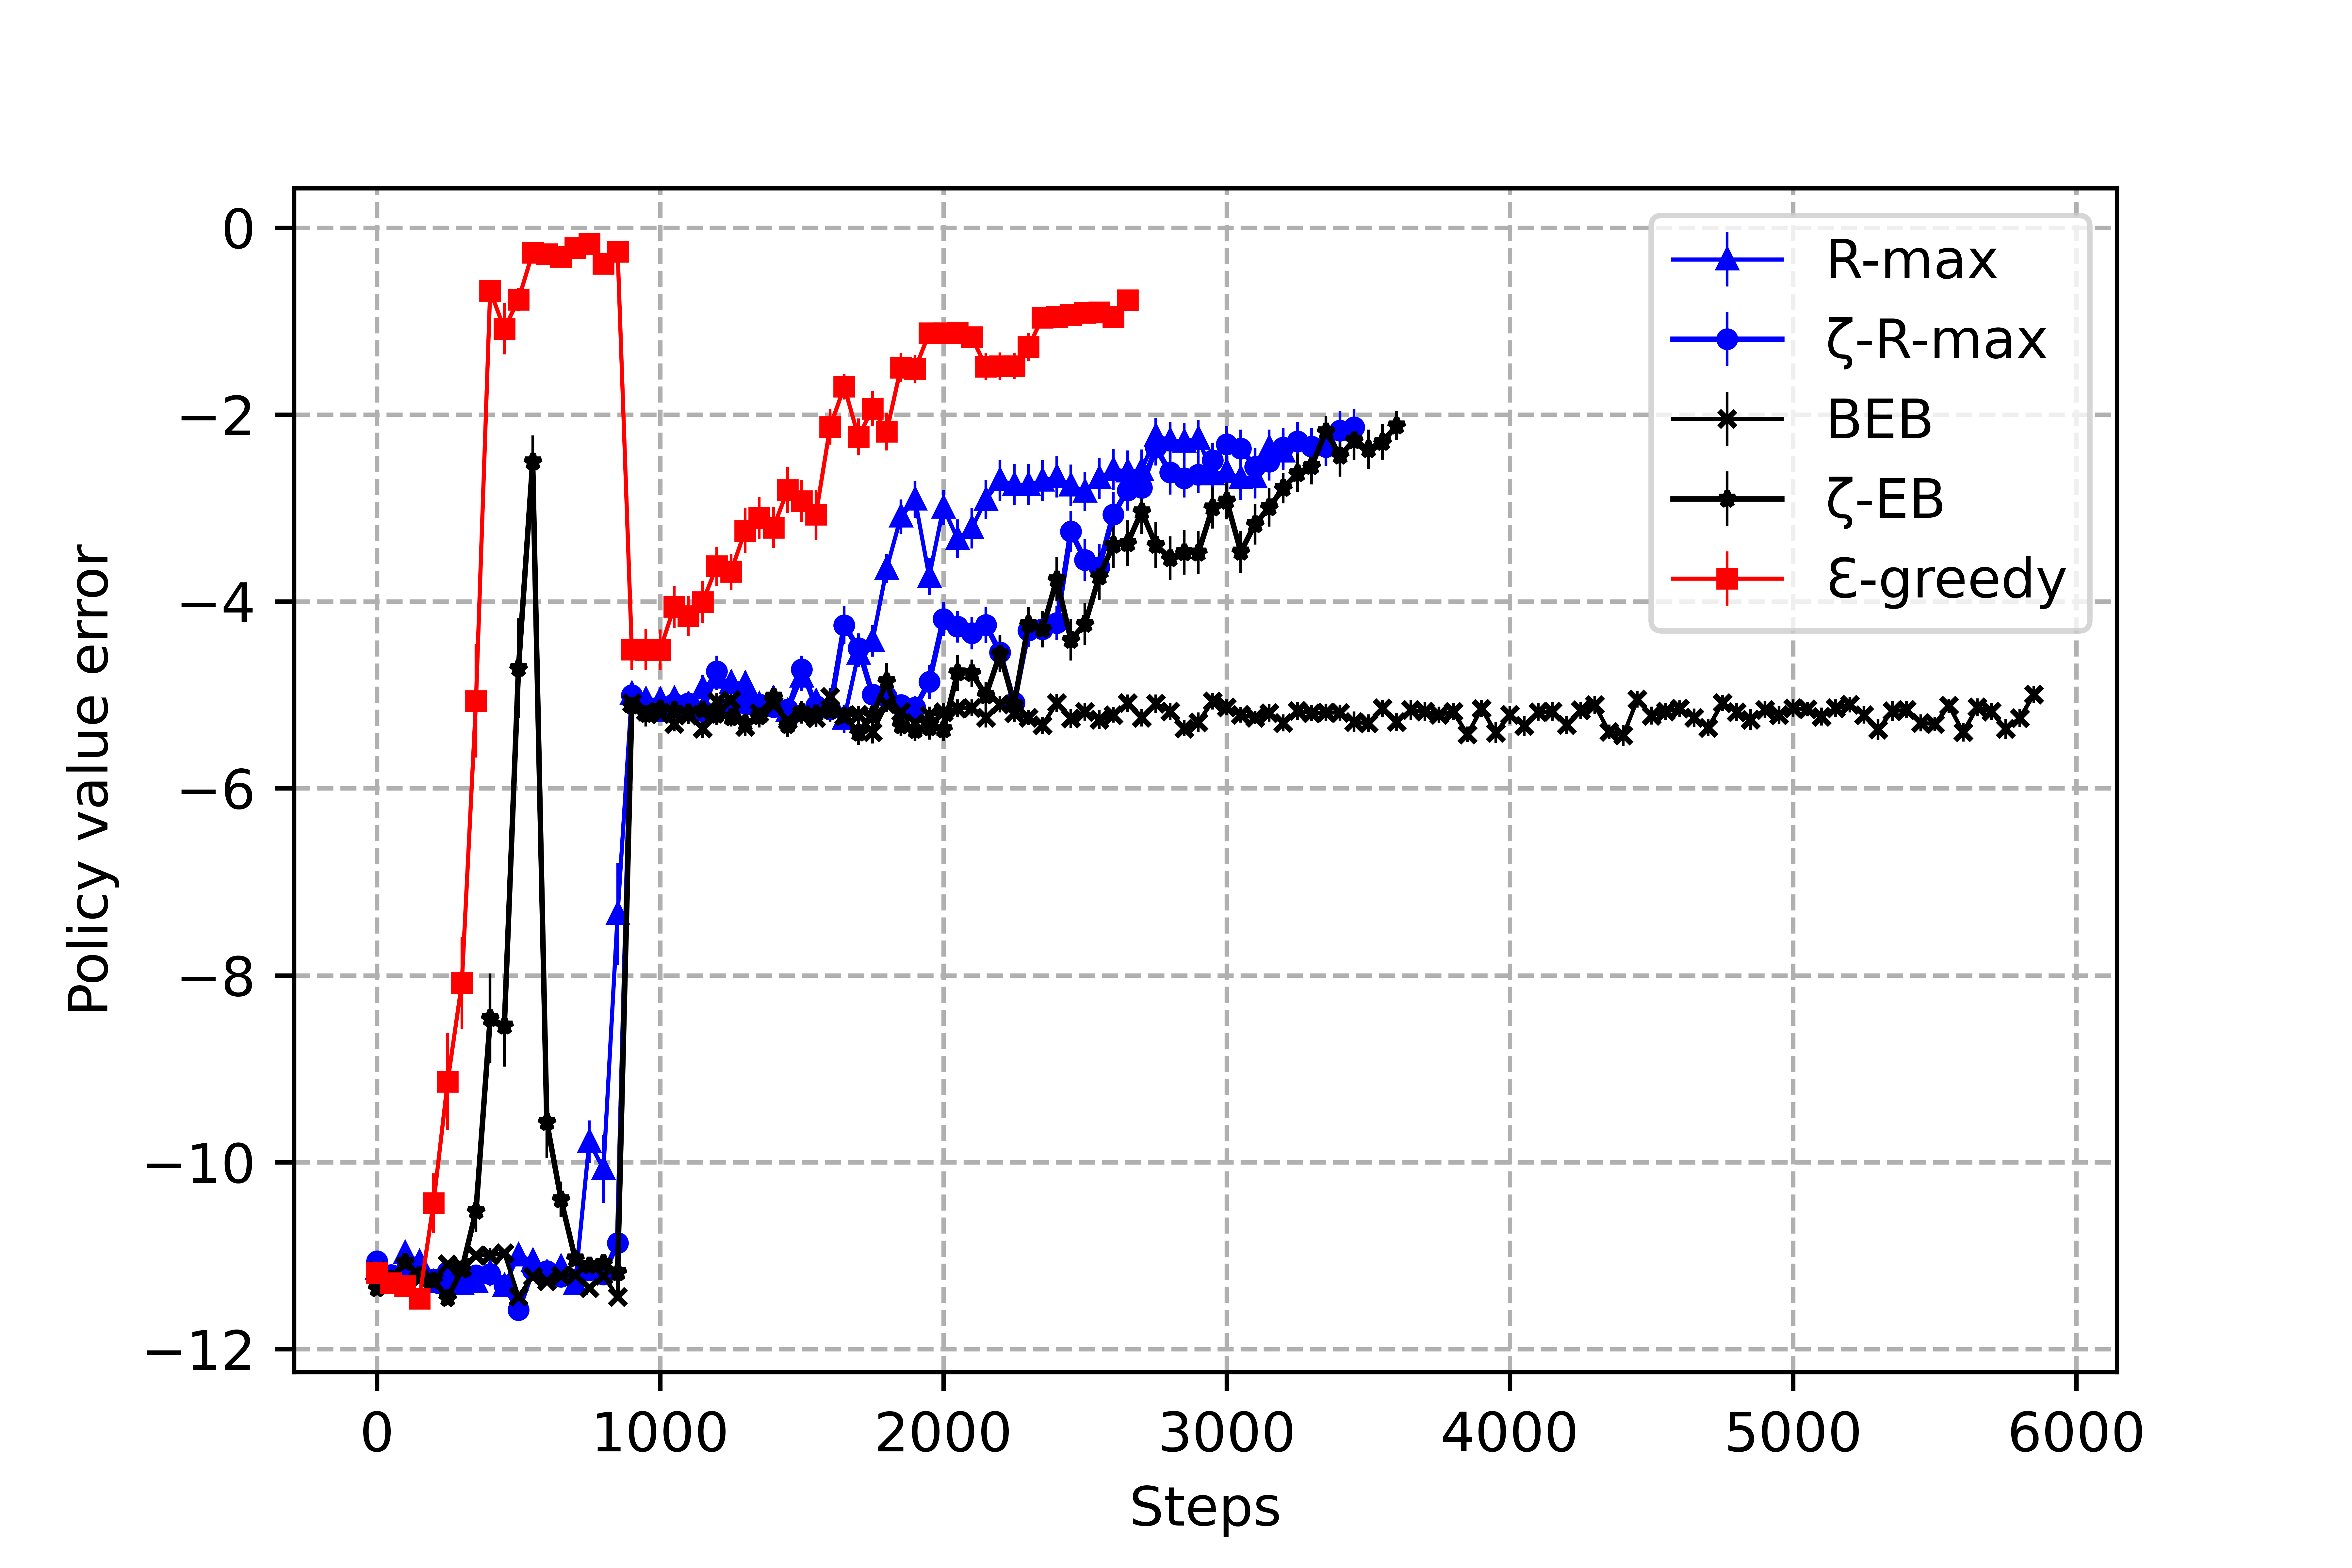 Policy value error
0
−2
−4
−6
−8
−10
−12
R-max
ζ-R-max
BEB
ζ-EB
Ɛ-greedy
0 1000 2000 3000 4000 5000 6000
Steps